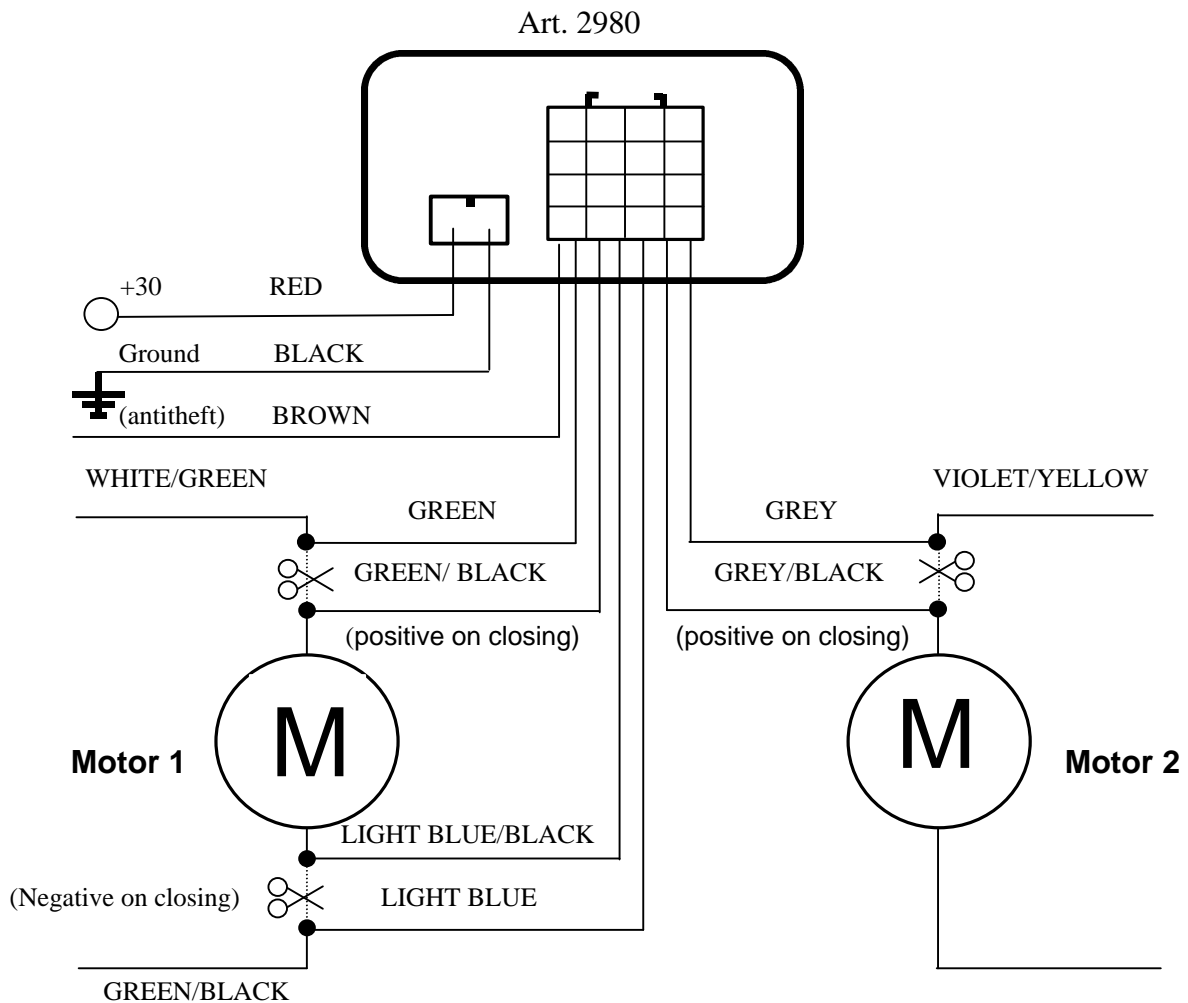 Art. 2980
+30 RED
Ground BLACK
(antitheft) BROWN
WHITE/GREEN
VIOLET/YELLOW
GREEN
GREY
GREEN/ BLACK
GREY/BLACK
(positive on closing)
(positive on closing)
M
M
Motor 1
Motor 2
LIGHT BLUE/BLACK
(Negative on closing)
LIGHT BLUE
GREEN/BLACK